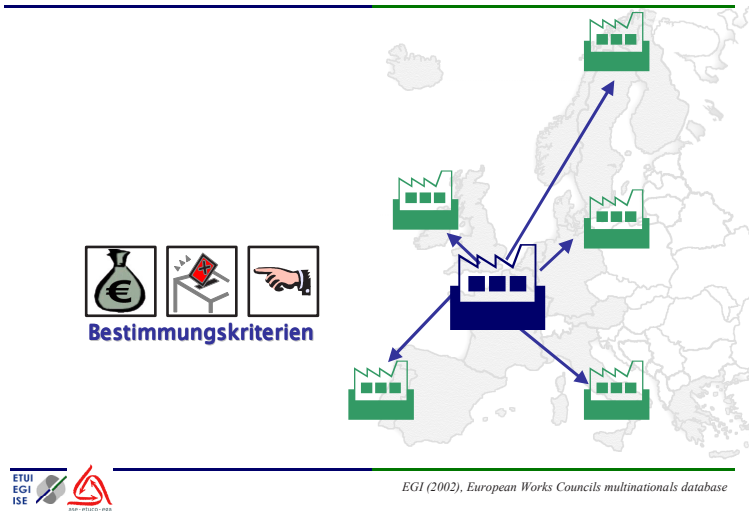 €
Bestimmungskriterien
ETUI
EGI
ISE
EGI (2002), European Works Councils multinationals database